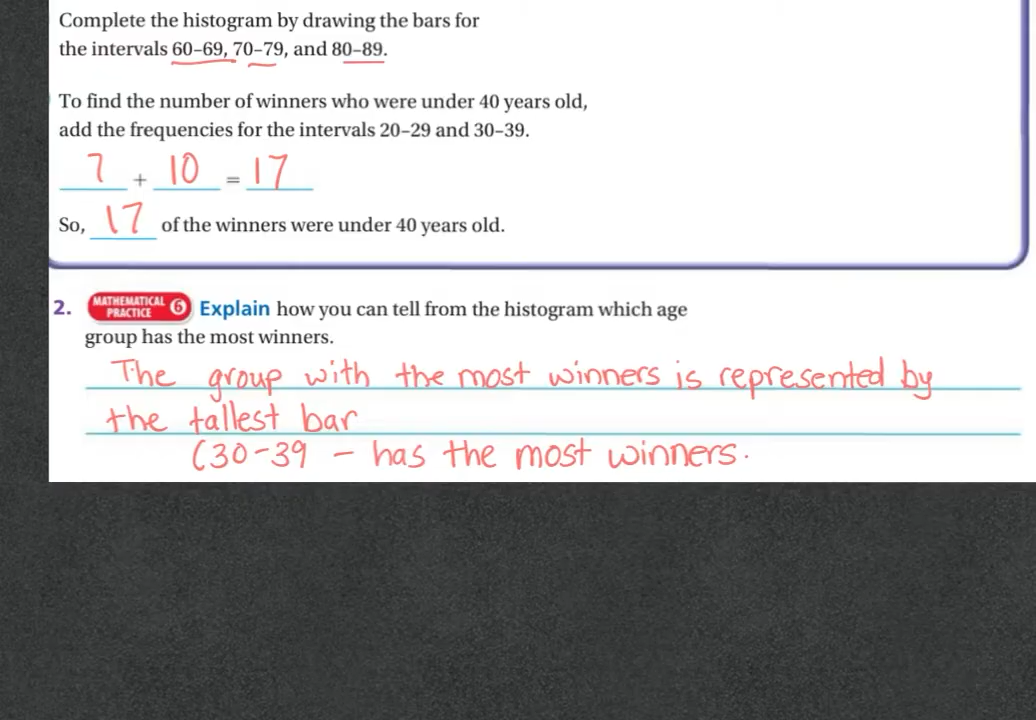 Complete the histogram by drawing the bars for
the intervals 60–69, 70–79, and 80–89.
To find the number of winners who were under 40 years old,
add the frequencies for the intervals 20–29 and 30–39.
7 + 10 = 17
So, 17 of the winners were under 40 years old.
2. MATHEMATICAL PRACTICE 6 Explain how you can tell from the histogram which age
group has the most winners.
The group with the most winners is represented by
the tallest bar
(30-39 - has the most winners.